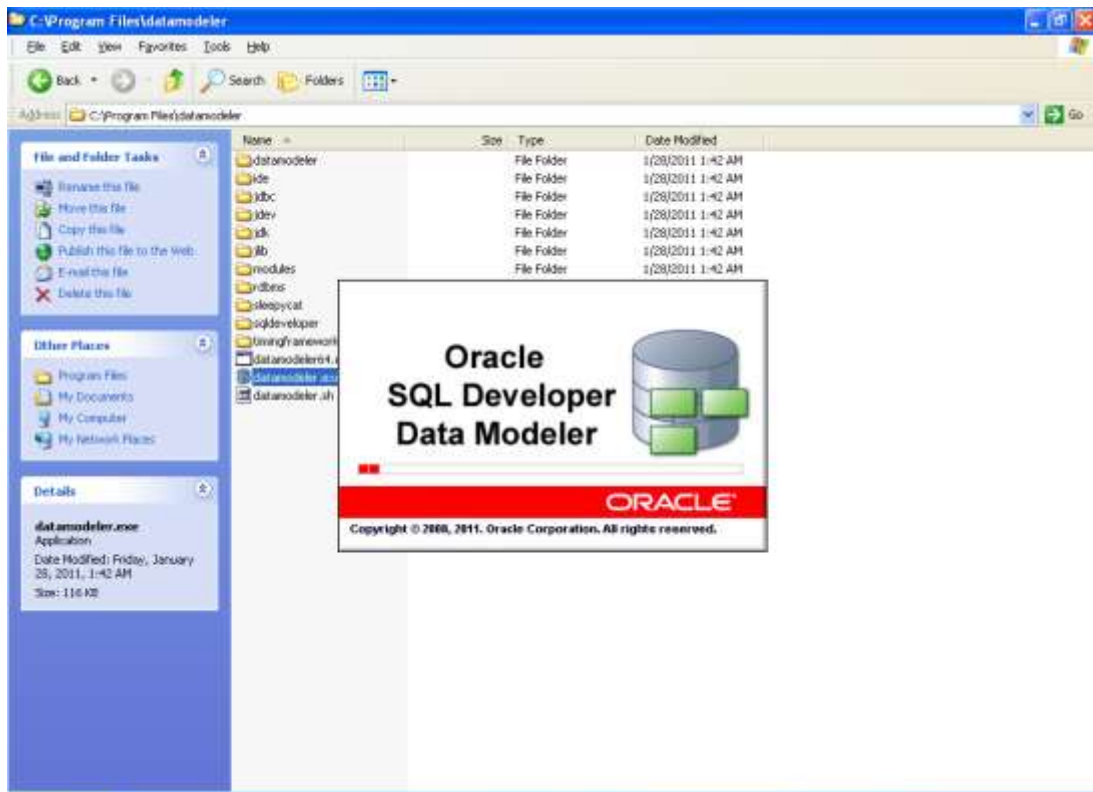 C:\Program Files\datamodeler
File Edit View Favorites Tools Help
Back Search Folders
Address C:\Program Files\datamodeler Go
Name Size Type Date Modified
File and Folder Tasks
Rename this file
Move this file
Copy this file
Publish this file to the Web
E-mail this file
Delete this file
Other Places
Program Files
My Documents
My Computer
My Network Places
Details
datamodeler.exe
Application
Date Modified: Friday, January
28, 2011, 1:42 AM
Size: 116 KB
datamodeler File Folder 1/28/2011 1:42 AM
ide File Folder 1/28/2011 1:42 AM
jdbc File Folder 1/28/2011 1:42 AM
jdev File Folder 1/28/2011 1:42 AM
jdk File Folder 1/28/2011 1:42 AM
jlib File Folder 1/28/2011 1:42 AM
modules File Folder 1/28/2011 1:42 AM
rdbms
sleepycat
sqldeveloper
timingframework
datamodeler64.
datamodeler.exe
datamodeler.sh
Oracle
SQL Developer
Data Modeler
ORACLE
Copyright © 2008, 2011. Oracle Corporation. All rights reserved.